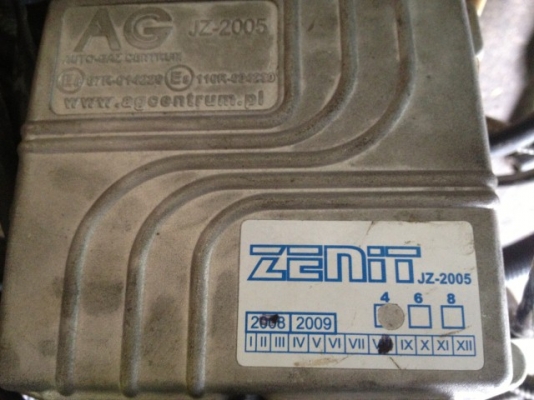 AG JZ-2005
AUTO-GAZ CENTRUM
www.agcentrum.pl
ZENIT JZ-2005
4 6 8
2008 2009
I II III IV V VI VII VIII IX X XI XII